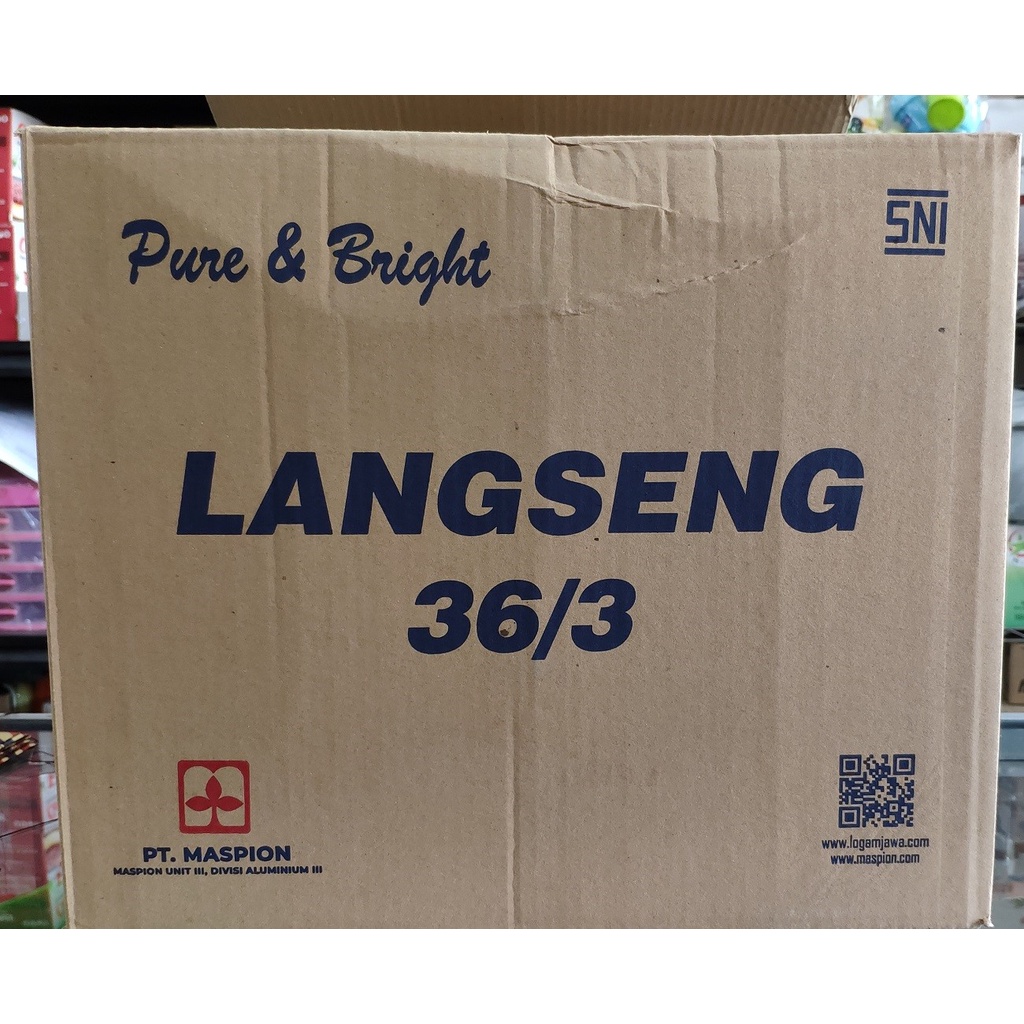 Pure & Bright
SNI
LANGSENG
36/3
PT. MASPION
MASPION UNIT III, DIVISI ALUMINIUM III
www.logamjawa.com
www.maspion.com